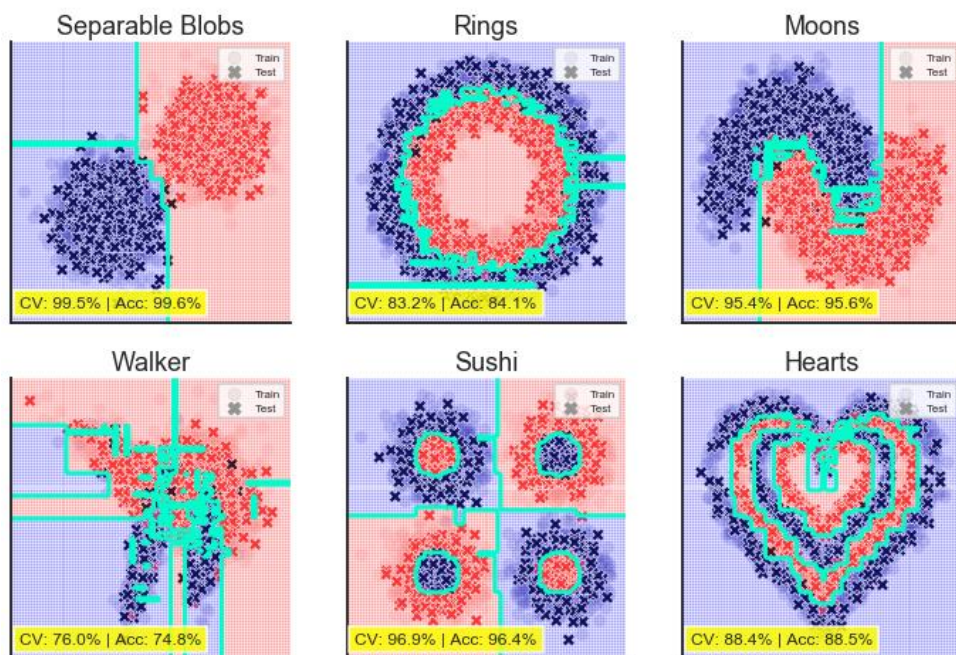 Separable Blobs
Train
Test
CV: 99.5% | Acc: 99.6%
Rings
Train
Test
CV: 83.2% | Acc: 84.1%
Moons
Train
Test
CV: 95.4% | Acc: 95.6%
Walker
Train
Test
CV: 76.0% | Acc: 74.8%
Sushi
Train
Test
CV: 96.9% | Acc: 96.4%
Hearts
Train
Test
CV: 88.4% | Acc: 88.5%